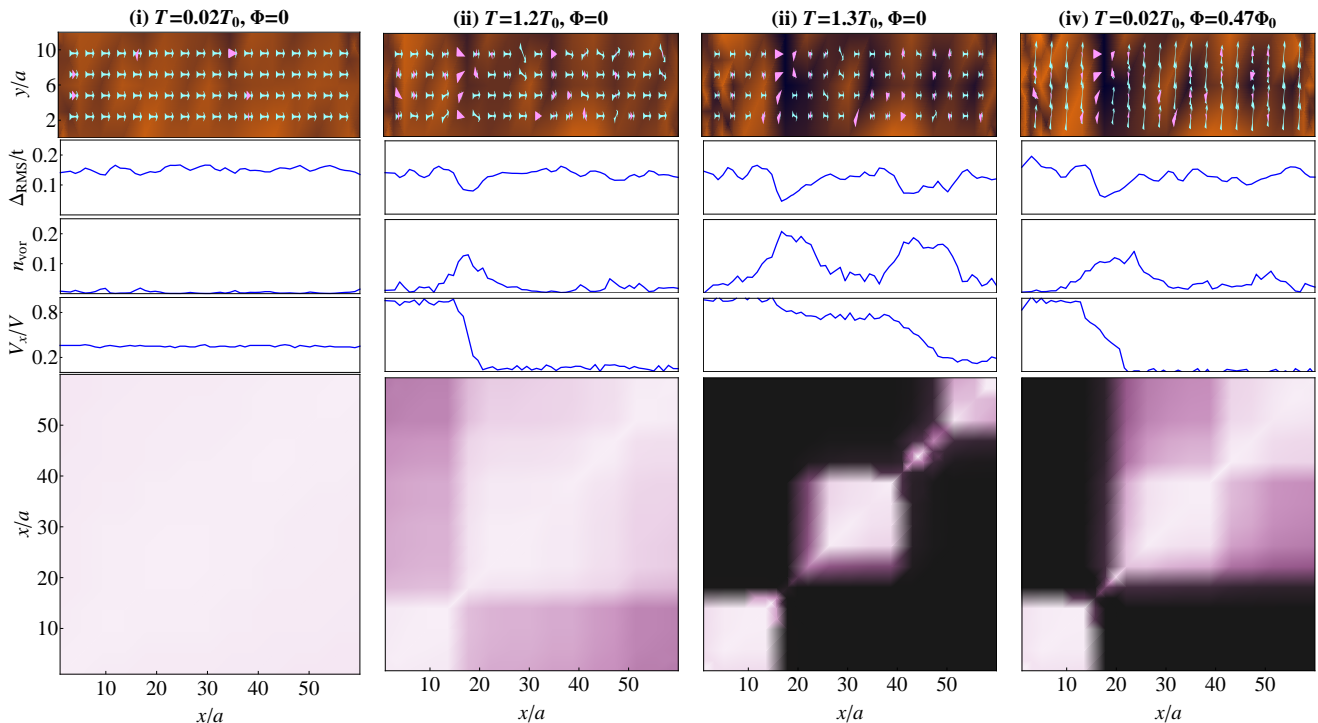 (i) T=0.02T₀, Φ=0
(ii) T=1.2T₀, Φ=0
(ii) T=1.3T₀, Φ=0
(iv) T=0.02T₀, Φ=0.47Φ₀
y/a
10
6
2
Δ_RMS/t
0.2
0.1
n_vor
0.2
0.1
V_x/V
0.8
0.2
x/a
50
40
30
20
10
10 20 30 40 50
10 20 30 40 50
10 20 30 40 50
10 20 30 40 50
x/a
x/a
x/a
x/a